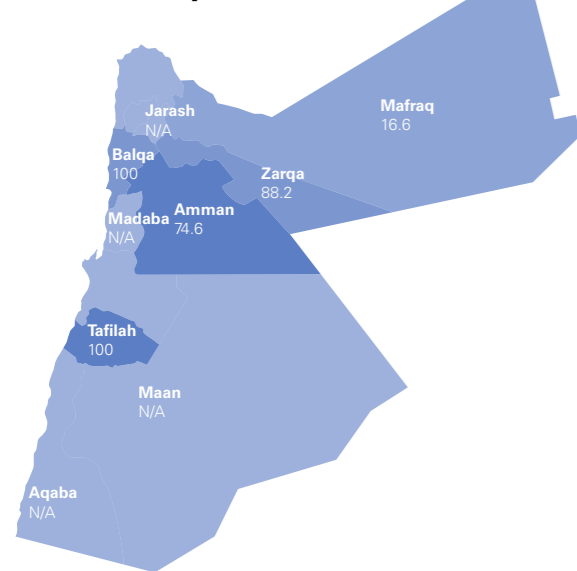 Mafraq
16.6
Jarash
N/A
Balqa
100
Zarqa
88.2
Madaba
N/A
Amman
74.6
Tafilah
100
Maan
N/A
Aqaba
N/A